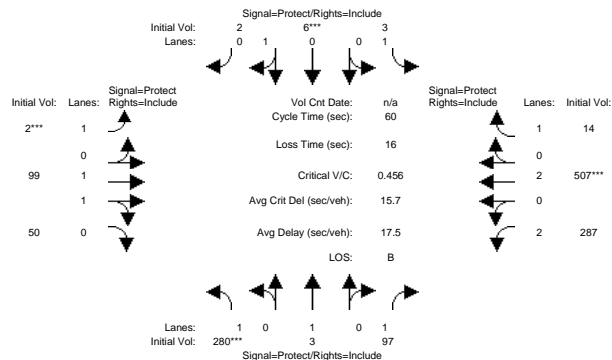 Signal=Protect/Rights=Include
Initial Vol: 2 6*** 3
Lanes: 0 1 0 0 1
Signal=Protect
Signal=Protect
Initial Vol: Lanes: Rights=Include
Vol Cnt Date: n/a
Rights=Include Lanes: Initial Vol:
Cycle Time (sec): 60
2*** 1
1 14
Loss Time (sec): 16
0
0
99 1
Critical V/C: 0.456
2 507***
1
Avg Crit Del (sec/veh): 15.7
0
50 0
Avg Delay (sec/veh): 17.5
2 287
LOS: B
Lanes: 1 0 1 0 1
Initial Vol: 280*** 3 97
Signal=Protect/Rights=Include